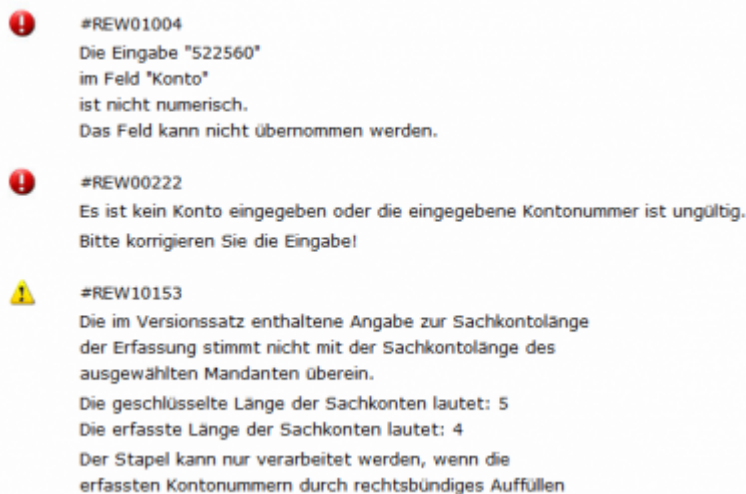 #REW01004
Die Eingabe "522560"
im Feld "Konto"
ist nicht numerisch.
Das Feld kann nicht übernommen werden.
#REW00222
Es ist kein Konto eingegeben oder die eingegebene Kontonummer ist ungültig.
Bitte korrigieren Sie die Eingabe!
#REW10153
Die im Versionssatz enthaltene Angabe zur Sachkontolänge
der Erfassung stimmt nicht mit der Sachkontolänge des
ausgewählten Mandanten überein.
Die geschlüsselte Länge der Sachkonten lautet: 5
Die erfasste Länge der Sachkonten lautet: 4
Der Stapel kann nur verarbeitet werden, wenn die
erfassten Kontonummern durch rechtsbündiges Auffüllen